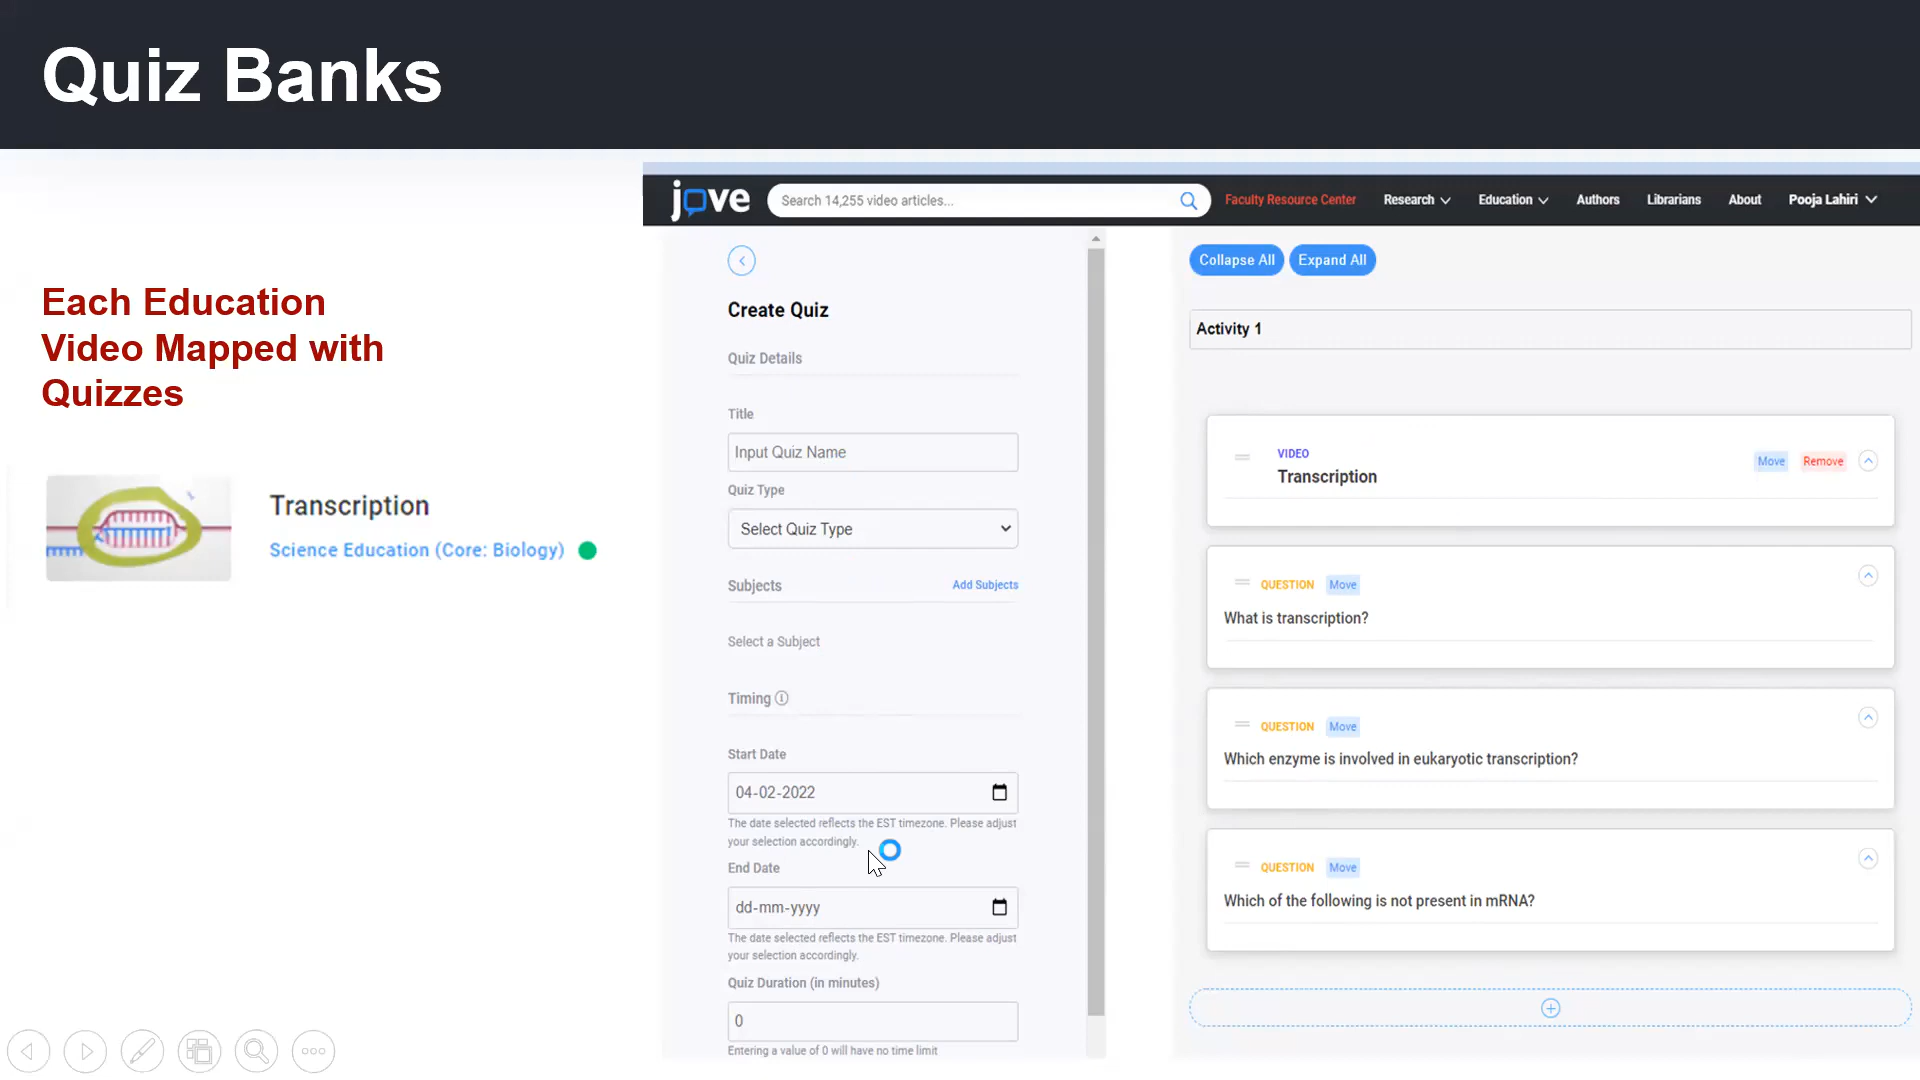 Quiz Banks
Each Education
Video Mapped with
Quizzes
Transcription
Science Education (Core: Biology)
jove
Search 14,255 video articles...
Faculty Resource Center
Research
Education
Authors
Librarians
About
Pooja Lahiri
Create Quiz
Quiz Details
Title
Input Quiz Name
Quiz Type
Select Quiz Type
Subjects
Add Subjects
Select a Subject
Timing
Start Date
04-02-2022
The date selected reflects the EST timezone. Please adjust
your selection accordingly.
End Date
dd-mm-yyyy
The date selected reflects the EST timezone. Please adjust
your selection accordingly.
Quiz Duration (in minutes)
0
Entering a value of 0 will have no time limit
Collapse All
Expand All
Activity 1
VIDEO
Transcription
Move
Remove
QUESTION
Move
What is transcription?
QUESTION
Move
Which enzyme is involved in eukaryotic transcription?
QUESTION
Move
Which of the following is not present in mRNA?